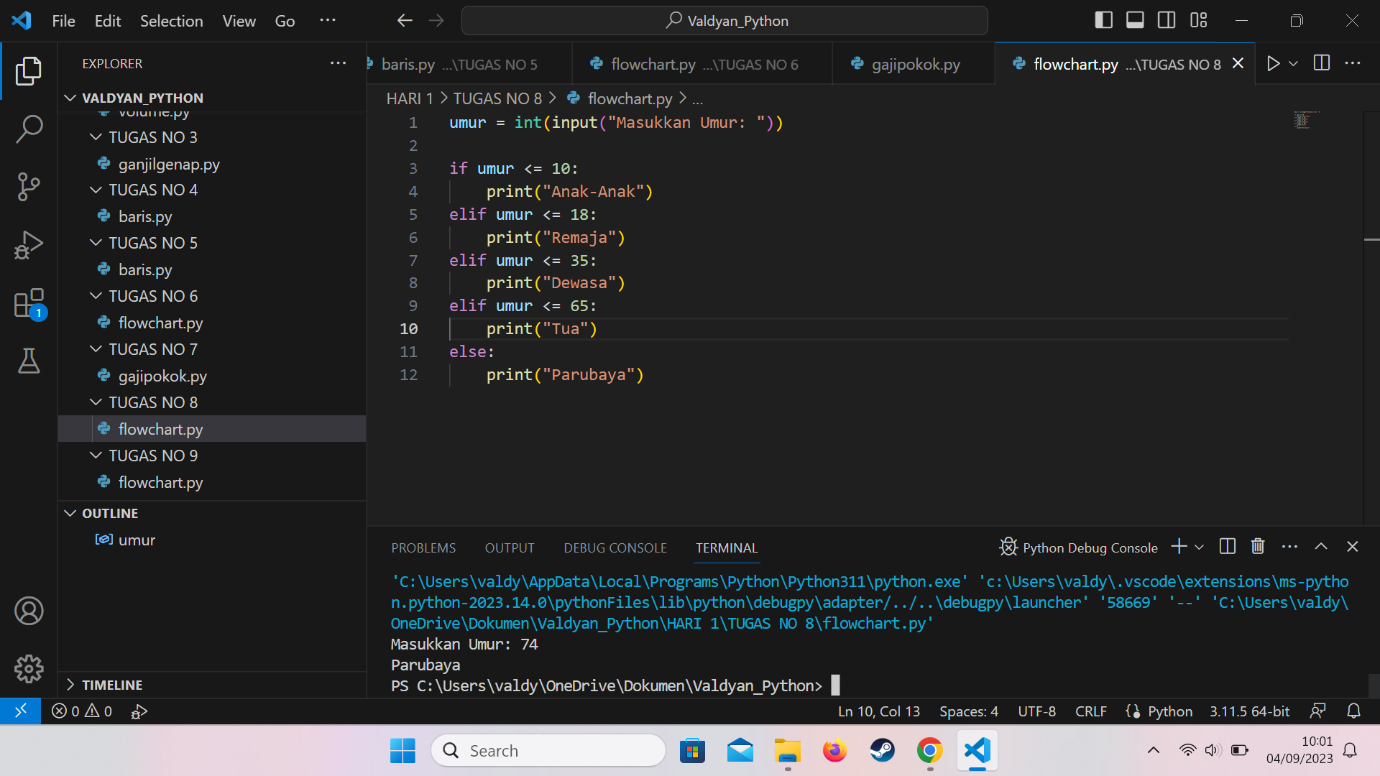 File Edit Selection View Go ···
Valdyan_Python
EXPLORER
VALDYAN_PYTHON
volume.py
TUGAS NO 3
ganjilgenap.py
TUGAS NO 4
baris.py
TUGAS NO 5
baris.py
TUGAS NO 6
flowchart.py
TUGAS NO 7
gajipokok.py
TUGAS NO 8
flowchart.py
TUGAS NO 9
flowchart.py
OUTLINE
umur
TIMELINE
1
baris.py ...\TUGAS NO 5 flowchart.py ...\TUGAS NO 6 gajipokok.py flowchart.py ...\TUGAS NO 8
HARI 1 > TUGAS NO 8 > flowchart.py > ...
1 umur = int(input("Masukkan Umur: "))
2
3 if umur <= 10:
4     print("Anak-Anak")
5 elif umur <= 18:
6     print("Remaja")
7 elif umur <= 35:
8     print("Dewasa")
9 elif umur <= 65:
10     print("Tua")
11 else:
12     print("Parubaya")
PROBLEMS OUTPUT DEBUG CONSOLE TERMINAL Python Debug Console
'C:\Users\valdy\AppData\Local\Programs\Python\Python311\python.exe' 'c:\Users\valdy\.vscode\extensions\ms-pytho
n.python-2023.14.0\pythonFiles\lib\python\debugpy\adapter/../..\debugpy\launcher' '58669' '--' 'C:\Users\valdy\
OneDrive\Dokumen\Valdyan_Python\HARI 1\TUGAS NO 8\flowchart.py'
Masukkan Umur: 74
Parubaya
PS C:\Users\valdy\OneDrive\Dokumen\Valdyan_Python>
0 0 Ln 10, Col 13 Spaces: 4 UTF-8 CRLF Python 3.11.5 64-bit
Search
10:01
04/09/2023